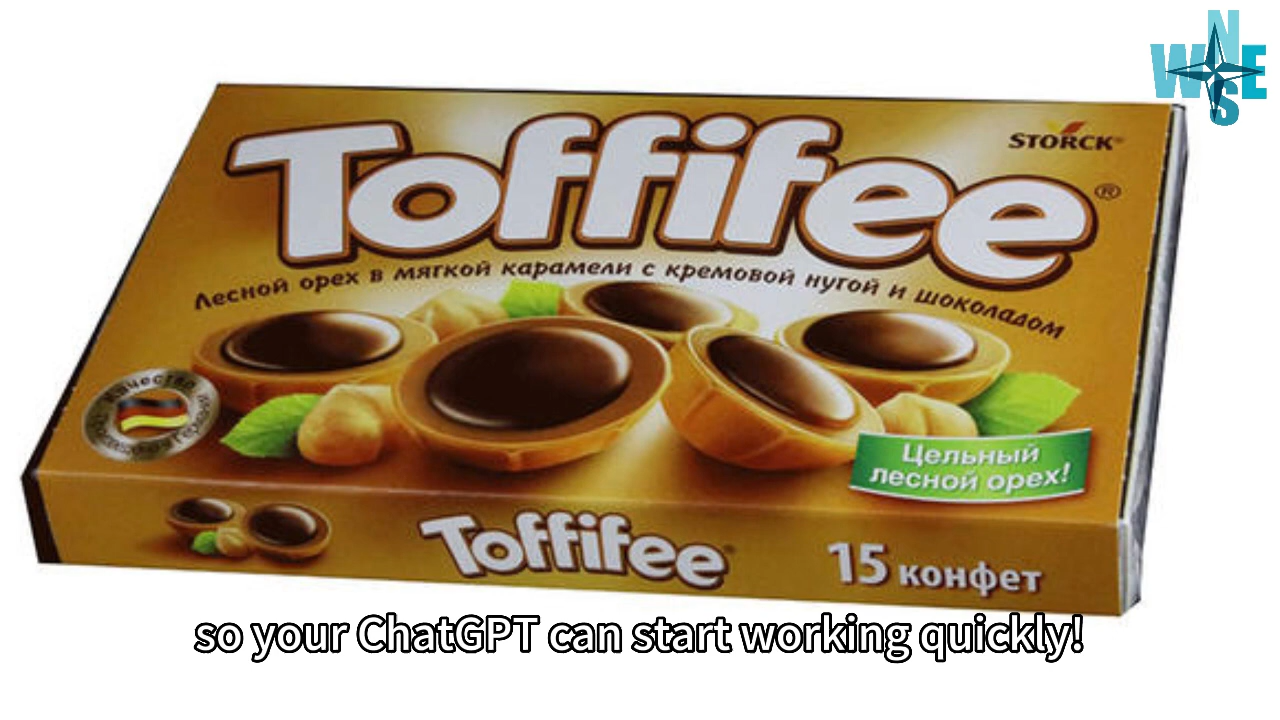 N
W E
S
STORCK®
Toffifee®
Лесной орех в мягкой карамели с кремовой нугой и шоколадом
Качество
Цельный
лесной орех!
Toffifee
15 конфет
so your ChatGPT can start working quickly!